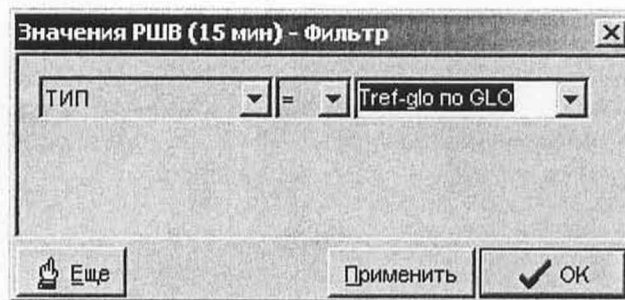 Значения РШВ (15 мин) - Фильтр
ТИП = Tref-glo по GLO
Еще Применить OK